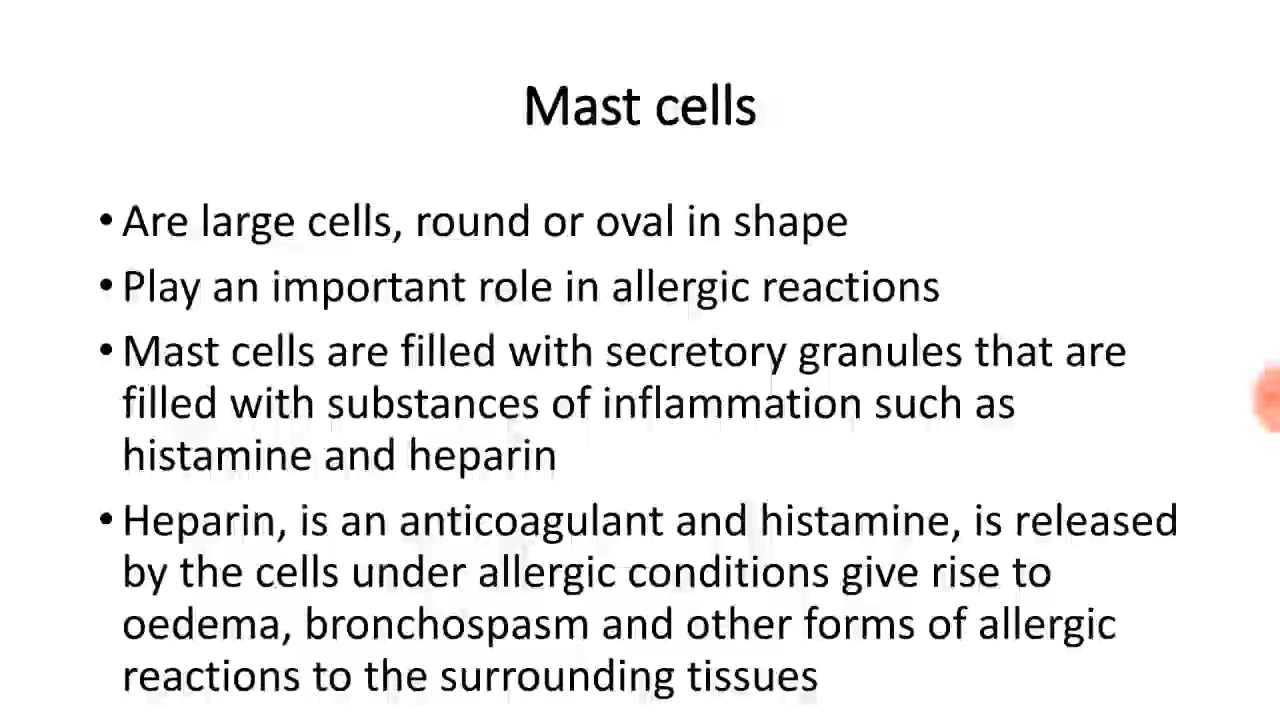 Mast cells
• Are large cells, round or oval in shape
• Play an important role in allergic reactions
• Mast cells are filled with secretory granules that are
filled with substances of inflammation such as
histamine and heparin
• Heparin, is an anticoagulant and histamine, is released
by the cells under allergic conditions give rise to
oedema, bronchospasm and other forms of allergic
reactions to the surrounding tissues